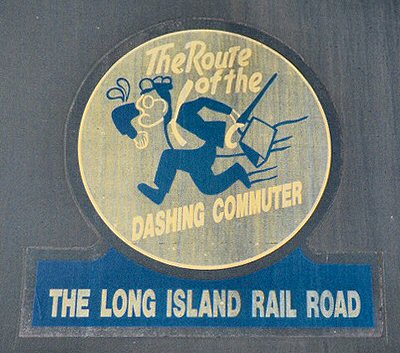 The Route
of the
DASHING COMMUTER
THE LONG ISLAND RAIL ROAD